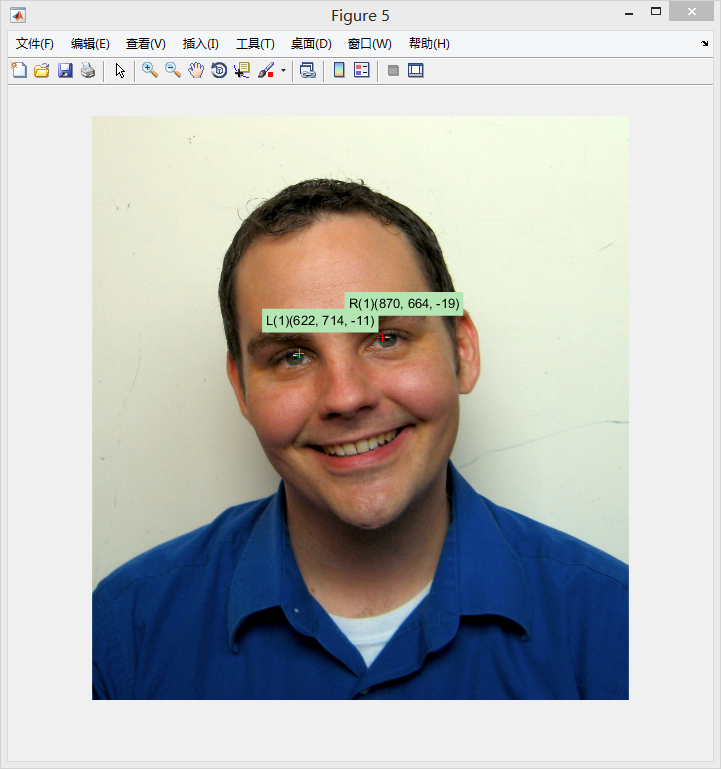 Figure 5
文件(F) 编辑(E) 查看(V) 插入(I) 工具(T) 桌面(D) 窗口(W) 帮助(H)
R(1)(870, 664, -19)
L(1)(622, 714, -11)